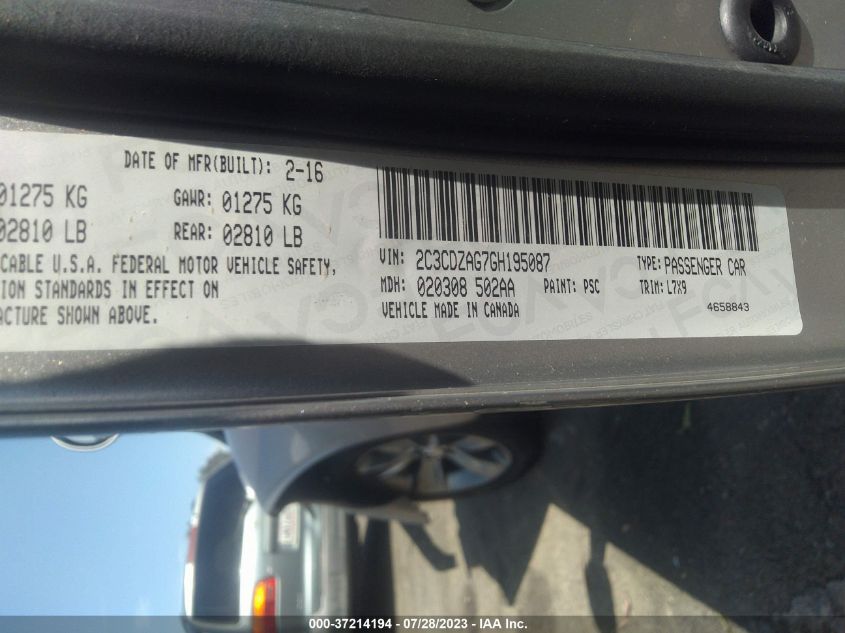 DATE OF MFR(BUILT): 2-16
01275 KG GAWR: 01275 KG
02810 LB REAR: 02810 LB
CABLE U.S.A. FEDERAL MOTOR VEHICLE SAFETY,
ION STANDARDS IN EFFECT ON
ACTURE SHOWN ABOVE.
VIN: 2C3CDZAG7GH195087 TYPE: PASSENGER CAR
MDH: 020308 502AA PAINT: PSC TRIM: L7X9
VEHICLE MADE IN CANADA 4658843
000-37214194 - 07/28/2023 - IAA Inc.